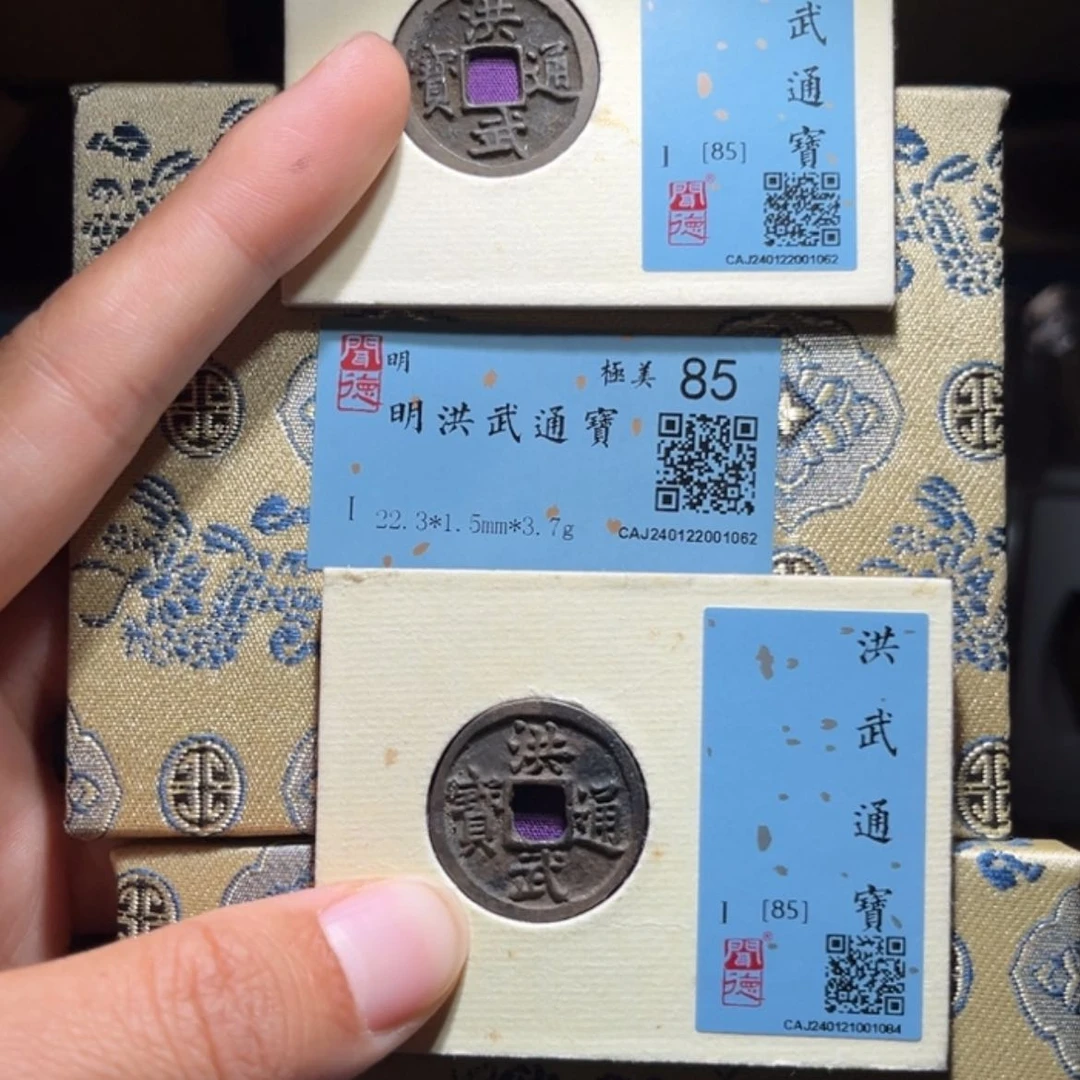 洪武通寶
武通寶
I [85]
聞德
CAJ240122001062
聞德
明
極美 85
明洪武通寶
I 22.3*1.5mm*3.7g
CAJ240122001062
洪武通寶
洪武通寶
I [85]
聞德
CAJ240121001084